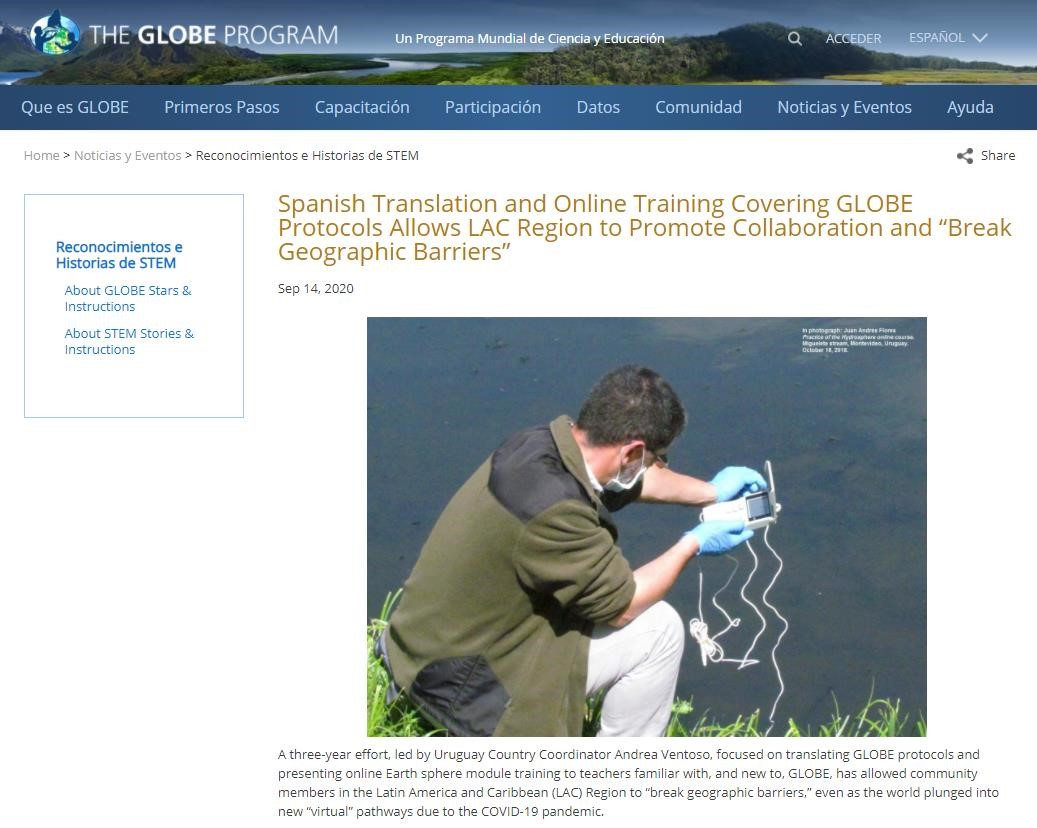 THE GLOBE PROGRAM
Un Programa Mundial de Ciencia y Educación
ACCEDER
ESPAÑOL
Que es GLOBE
Primeros Pasos
Capacitación
Participación
Datos
Comunidad
Noticias y Eventos
Ayuda
Home > Noticias y Eventos > Reconocimientos e Historias de STEM
Share
Reconocimientos e
Historias de STEM
About GLOBE Stars &
Instructions
About STEM Stories &
Instructions
Spanish Translation and Online Training Covering GLOBE
Protocols Allows LAC Region to Promote Collaboration and “Break
Geographic Barriers”
Sep 14, 2020
In photograph: Juan Andres Flores
Practice of the Hydrosphere online course.
Miguelete stream, Montevideo, Uruguay.
October 18, 2018.
A three-year effort, led by Uruguay Country Coordinator Andrea Ventoso, focused on translating GLOBE protocols and
presenting online Earth sphere module training to teachers familiar with, and new to, GLOBE, has allowed community
members in the Latin America and Caribbean (LAC) Region to “break geographic barriers,” even as the world plunged into
new “virtual” pathways due to the COVID-19 pandemic.